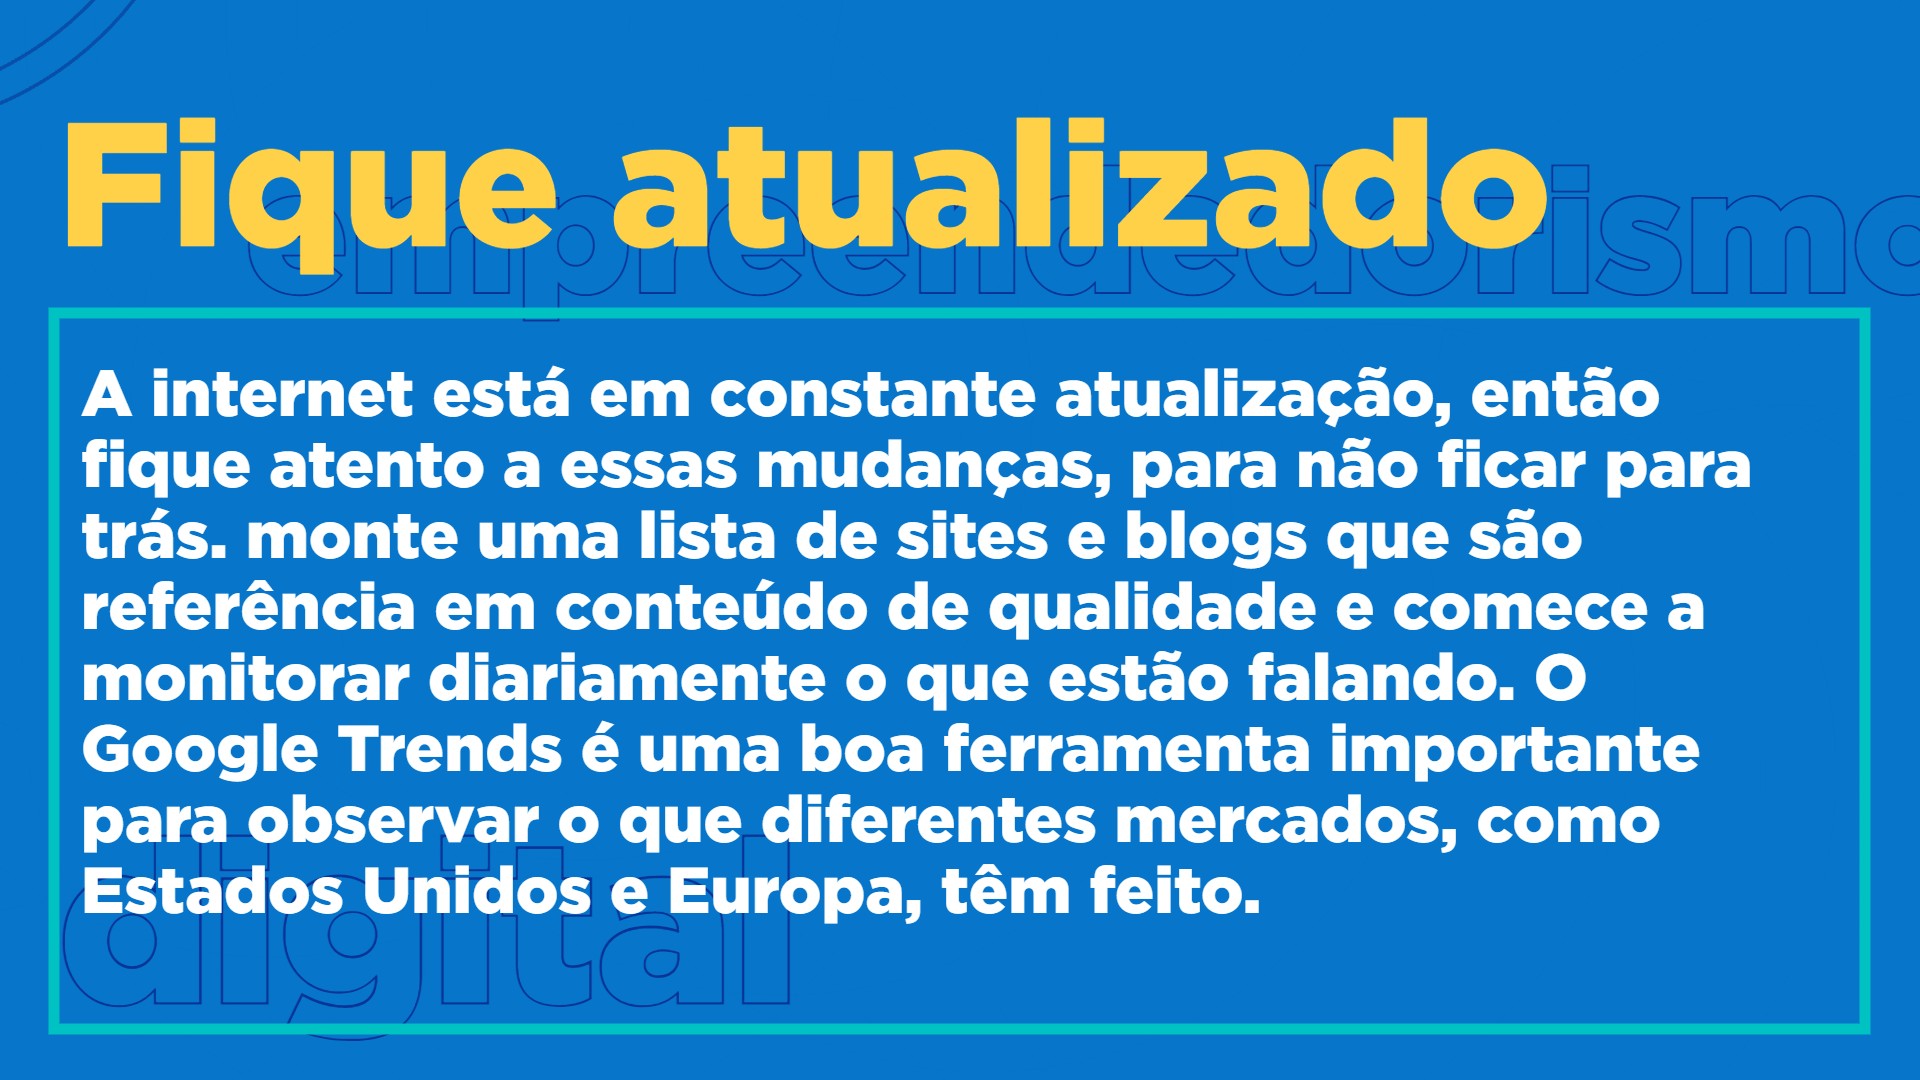 Fique atualizado
empreendedorismo
A internet está em constante atualização, então
fique atento a essas mudanças, para não ficar para
trás. monte uma lista de sites e blogs que são
referência em conteúdo de qualidade e comece a
monitorar diariamente o que estão falando. O
Google Trends é uma boa ferramenta importante
para observar o que diferentes mercados, como
Estados Unidos e Europa, têm feito.
digital